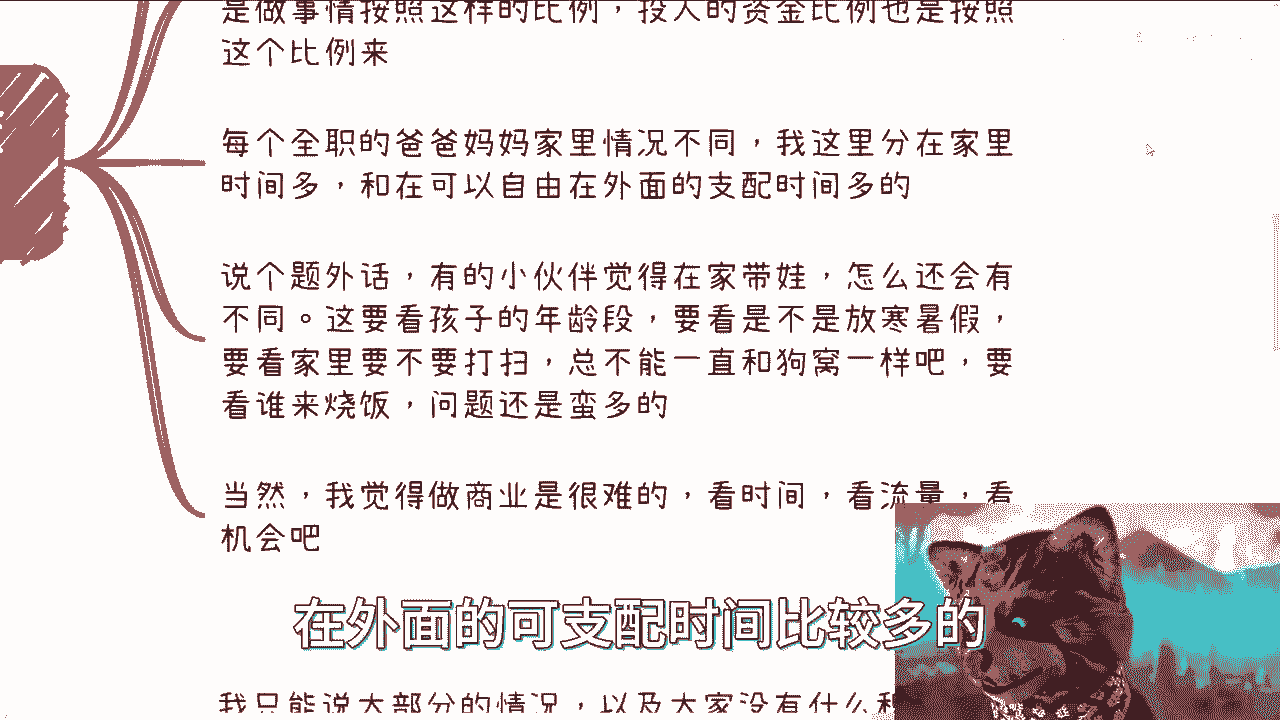 是做事情按照这样的比例，投入的资金比例也是按照
这个比例来
每个全职的爸爸妈妈家里情况不同，我这里分在家里
时间多，和在可以自由在外面的支配时间多的
说个题外话，有的小伙伴觉得在家带娃，怎么还会有
不同。这要看孩子的年龄段，要看是不是放寒暑假，
要看家里要不要打扫，总不能一直和狗窝一样吧，要
看谁来烧饭，问题还是蛮多的
当然，我觉得做商业是很难的，看时间，看流量，看
机会吧
在外面的可支配时间比较多的
我只能说大部分的情况，以及大家没有什么